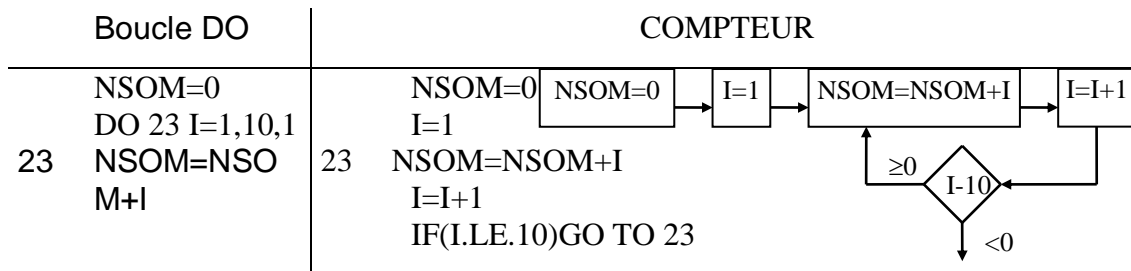 Boucle DO
COMPTEUR
NSOM=0
DO 23 I=1,10,1
23 NSOM=NSO
M+I
NSOM=0
I=1
23 NSOM=NSOM+I
I=I+1
IF(I.LE.10)GO TO 23
NSOM=0
I=1
NSOM=NSOM+I
I=I+1
≥0
I-10
<0